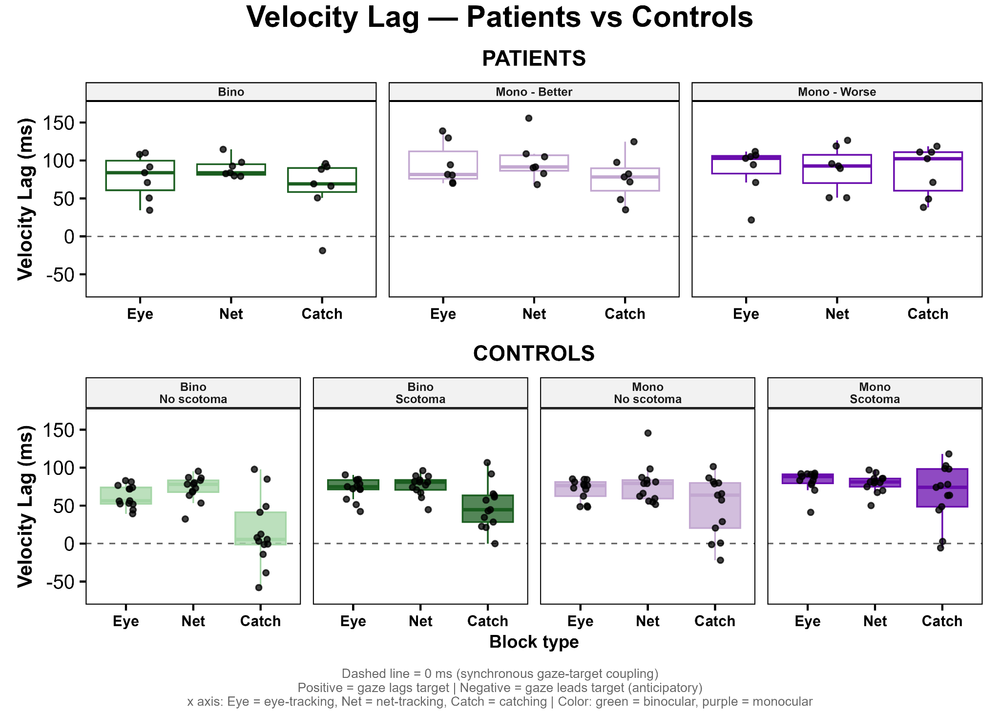 Velocity Lag — Patients vs Controls
PATIENTS
Bino
Mono - Better
Mono - Worse
Velocity Lag (ms)
150
100
50
0
-50
Eye Net Catch
Eye Net Catch
Eye Net Catch
CONTROLS
Bino
No scotoma
Bino
Scotoma
Mono
No scotoma
Mono
Scotoma
Velocity Lag (ms)
150
100
50
0
-50
Eye Net Catch
Eye Net Catch
Eye Net Catch
Eye Net Catch
Block type
Dashed line = 0 ms (synchronous gaze-target coupling)
Positive = gaze lags target | Negative = gaze leads target (anticipatory)
x axis: Eye = eye-tracking, Net = net-tracking, Catch = catching | Color: green = binocular, purple = monocular